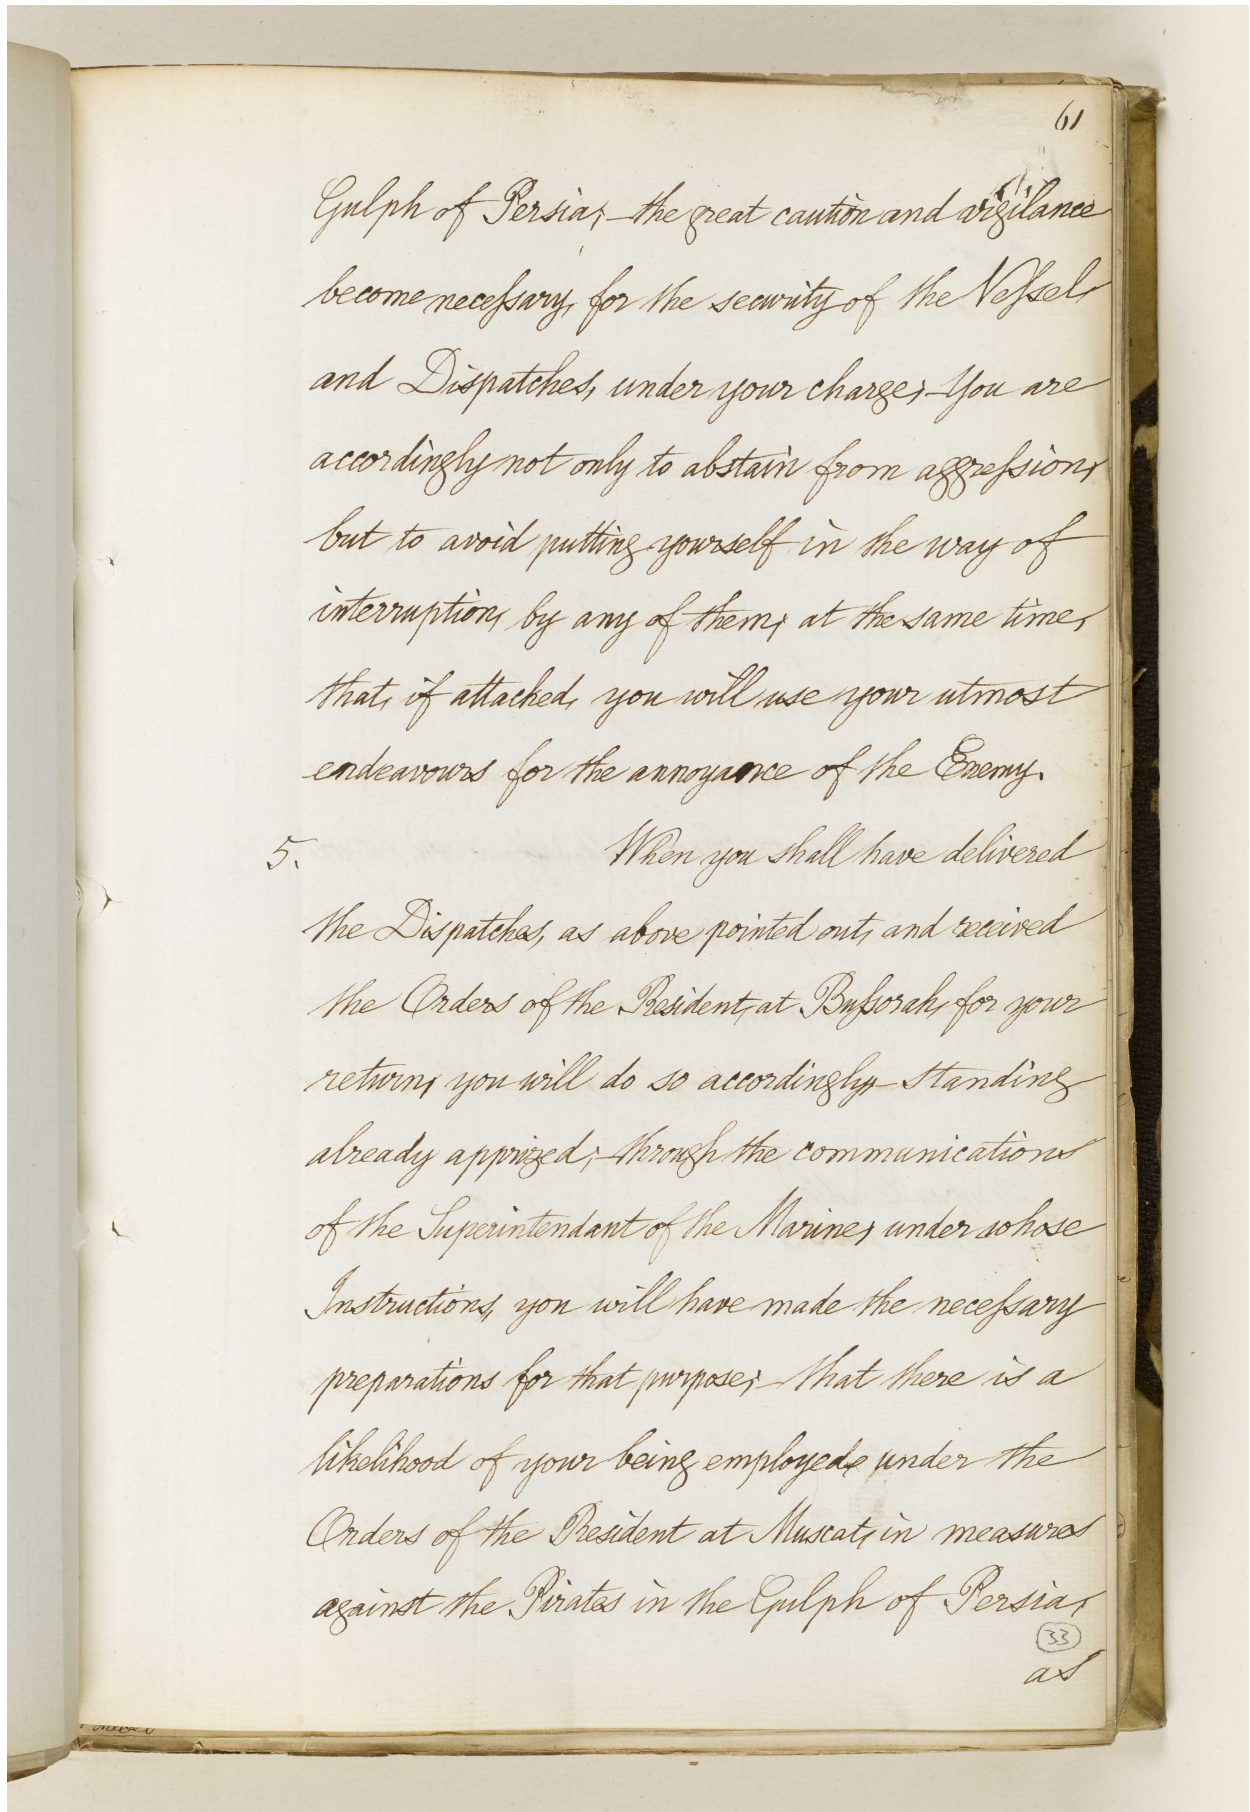 61
Gulph of Persia; – the great caution and vigilance
become necessary, for the security of the Vessel,
and Dispatches, under your charge; – You are
accordingly not only to abstain from aggression,
but to avoid putting yourself in the way of
interruption, by any of them; at the same time,
that, if attacked, you will use your utmost
endeavours for the annoyance of the Enemy.
5. When you shall have delivered
the Dispatches, as above pointed out, and received
the Orders of the Resident, at Bussorah, for your
return, you will do so accordingly, – standing
already apprized; – through the communications
of the Superintendant of the Marine, under whose
Instructions, you will have made the necessary
preparations for that purpose; – that there is a
likelihood of your being employed, under the
Orders of the Resident at Muscat, in measures
against the Pirates in the Gulph of Persia,
33
as